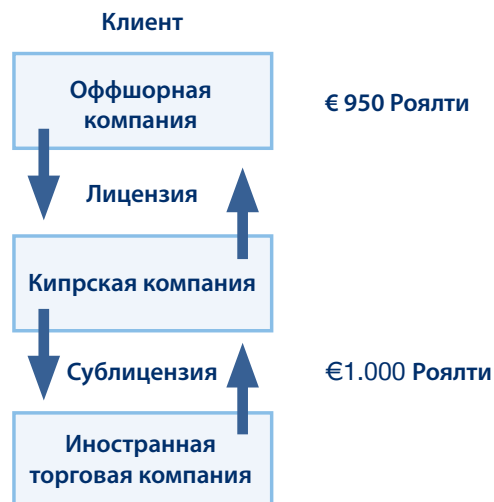 Клиент
Оффшорная
компания
€ 950 Роялти
Лицензия
Кипрская компания
Сублицензия
€1.000 Роялти
Иностранная
торговая компания